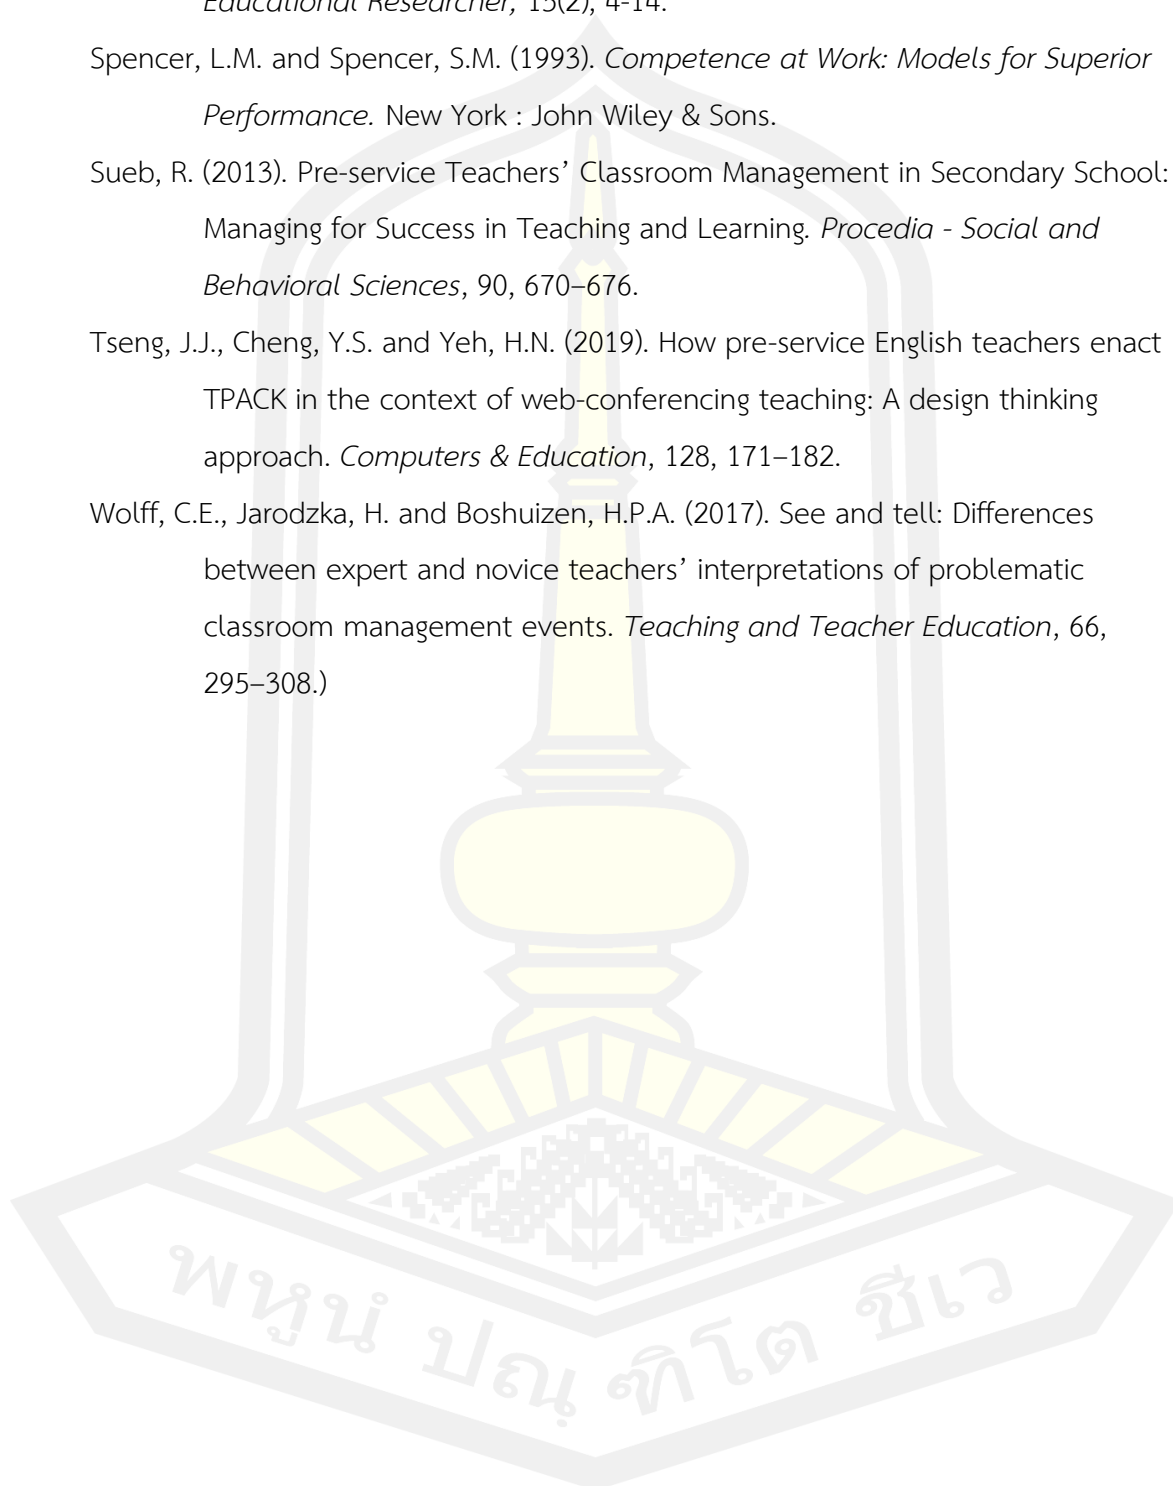 Educational Researcher, 15(2), 4-14.
Spencer, L.M. and Spencer, S.M. (1993). Competence at Work: Models for Superior
Performance. New York : John Wiley & Sons.
Sueb, R. (2013). Pre-service Teachers’ Classroom Management in Secondary School:
Managing for Success in Teaching and Learning. Procedia - Social and
Behavioral Sciences, 90, 670–676.
Tseng, J.J., Cheng, Y.S. and Yeh, H.N. (2019). How pre-service English teachers enact
TPACK in the context of web-conferencing teaching: A design thinking
approach. Computers & Education, 128, 171–182.
Wolff, C.E., Jarodzka, H. and Boshuizen, H.P.A. (2017). See and tell: Differences
between expert and novice teachers’ interpretations of problematic
classroom management events. Teaching and Teacher Education, 66,
295–308.)
พหูนํ ปณฺฑิโต ชีเว